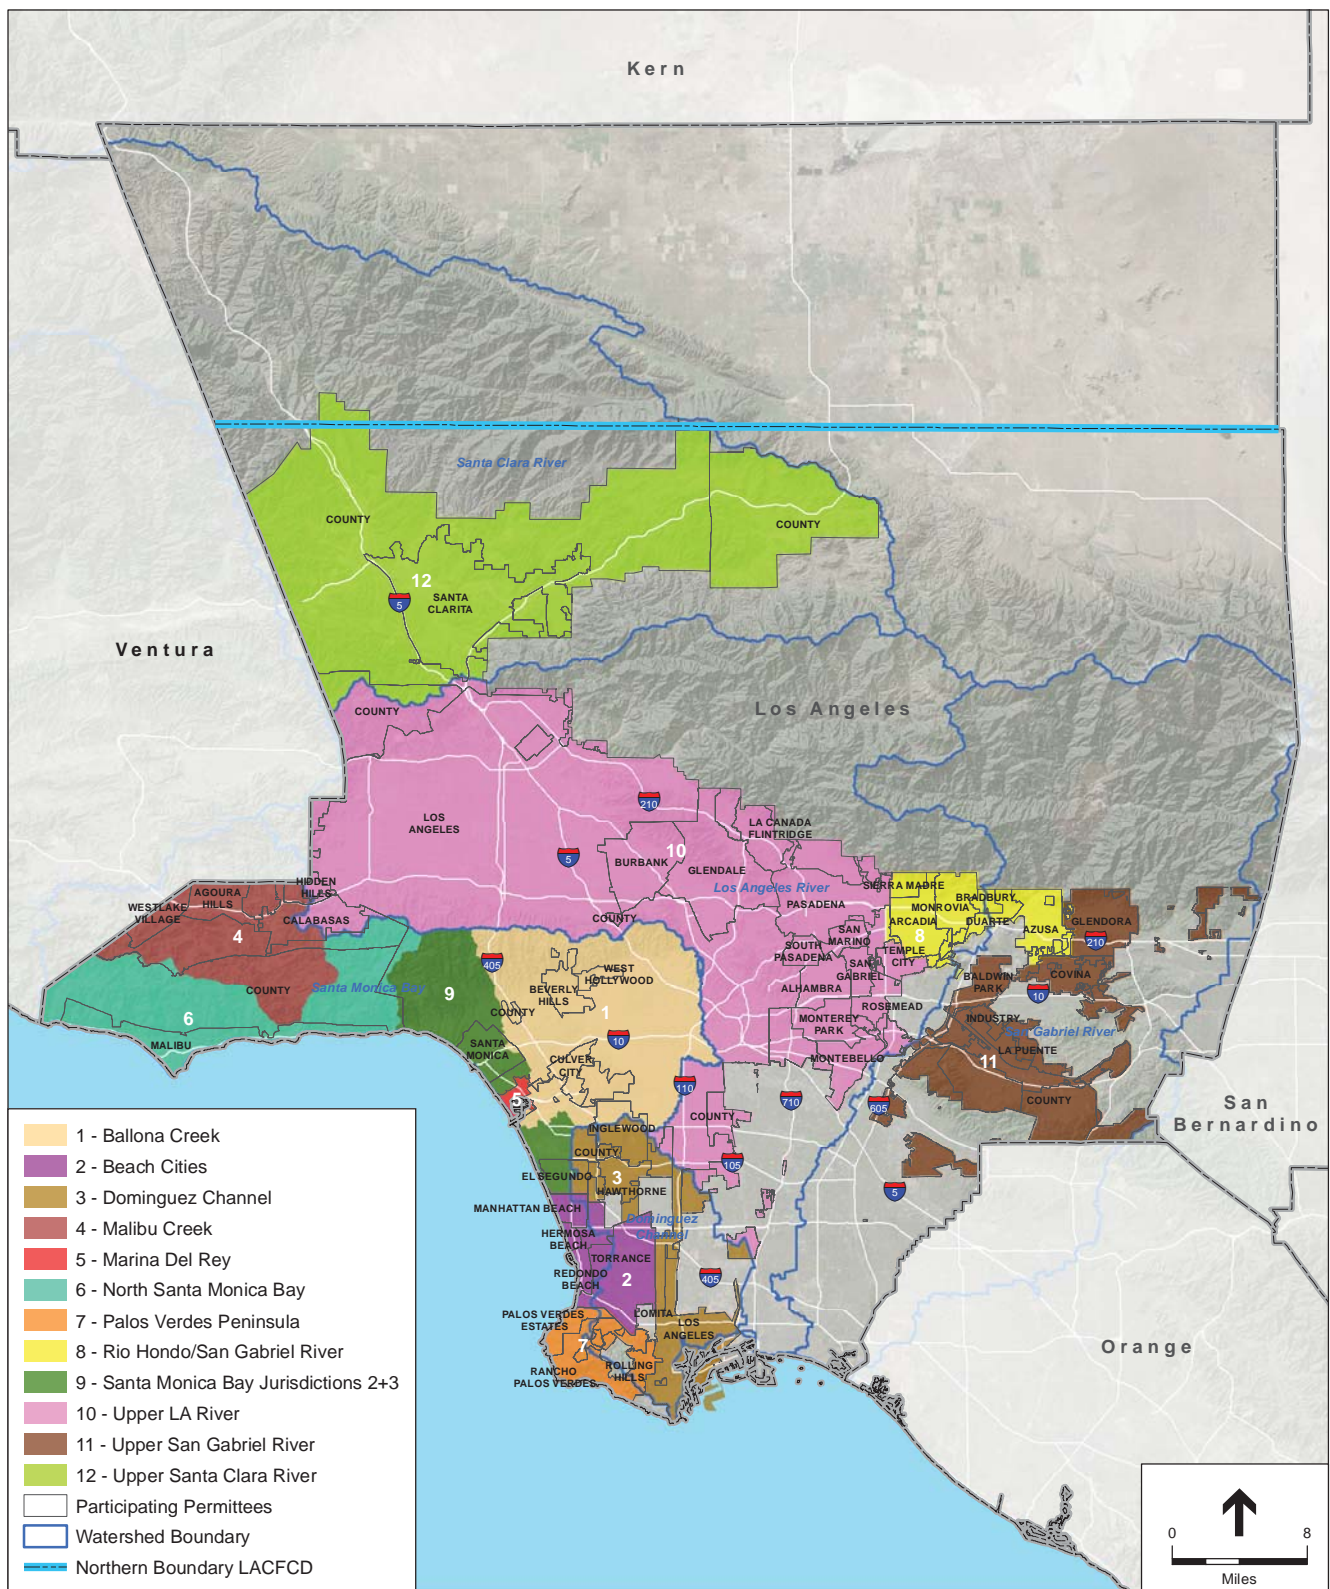 Kern
Santa Clara River
COUNTY
COUNTY
12
SANTA
CLARITA
5
Ventura
Los Angeles
COUNTY
210
LOS
ANGELES
LA CANADA
FLINTRIDGE
5
BURBANK
10
GLENDALE
Los Angeles River
PASADENA
SIERRA MADRE
BRADBURY
MONROVIA
ARCADIA
DUARTE
AZUSA
GLENDORA
8
210
HIDDEN
HILLS
AGOURA
HILLS
WESTLAKE
VILLAGE
CALABASAS
4
COUNTY
COUNTY
SAN
MARINO
SOUTH
PASADENA
TEMPLE
CITY
SAN
GABRIEL
405
WEST
HOLLYWOOD
BEVERLY
HILLS
COUNTY
Santa Monica Bay
9
ALHAMBRA
BALDWIN
PARK
COVINA
10
ROSEMEAD
INDUSTRY
MONTEREY
PARK
San Gabriel River
6
MALIBU
1
10
SANTA
MONICA
CULVER
CITY
MONTEBELLO
LA PUENTE
11
COUNTY
5
110
710
605
COUNTY
San
Bernardino
INGLEWOOD
COUNTY
105
EL SEGUNDO
3
HAWTHORNE
5
MANHATTAN BEACH
Dominguez
Channel
HERMOSA
BEACH
TORRANCE
REDONDO
BEACH
2
405
PALOS VERDES
ESTATES
LOMITA
LOS
ANGELES
7
ROLLING
HILLS
RANCHO
PALOS VERDES
Orange
1 - Ballona Creek
2 - Beach Cities
3 - Dominguez Channel
4 - Malibu Creek
5 - Marina Del Rey
6 - North Santa Monica Bay
7 - Palos Verdes Peninsula
8 - Rio Hondo/San Gabriel River
9 - Santa Monica Bay Jurisdictions 2+3
10 - Upper LA River
11 - Upper San Gabriel River
12 - Upper Santa Clara River
Participating Permittees
Watershed Boundary
Northern Boundary LACFCD
0 8
Miles